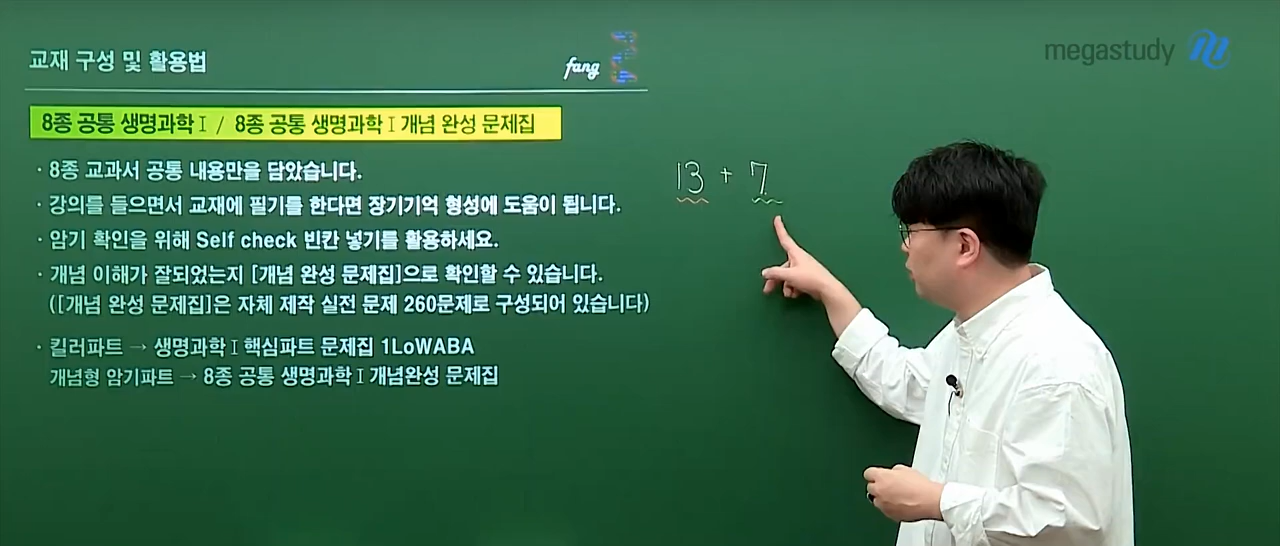 교재 구성 및 활용법
fang
megastudy
8종 공통 생명과학 I / 8종 공통 생명과학 I 개념 완성 문제집
· 8종 교과서 공통 내용만을 담았습니다.
· 강의를 들으면서 교재에 필기를 한다면 장기기억 형성에 도움이 됩니다.
· 암기 확인을 위해 Self check 빈칸 넣기를 활용하세요.
· 개념 이해가 잘되었는지 [개념 완성 문제집]으로 확인할 수 있습니다.
([개념 완성 문제집]은 자체 제작 실전 문제 260문제로 구성되어 있습니다)
· 킬러파트 → 생명과학 I 핵심파트 문제집 1LoWABA
개념형 암기파트 → 8종 공통 생명과학 I 개념완성 문제집
13 + 7